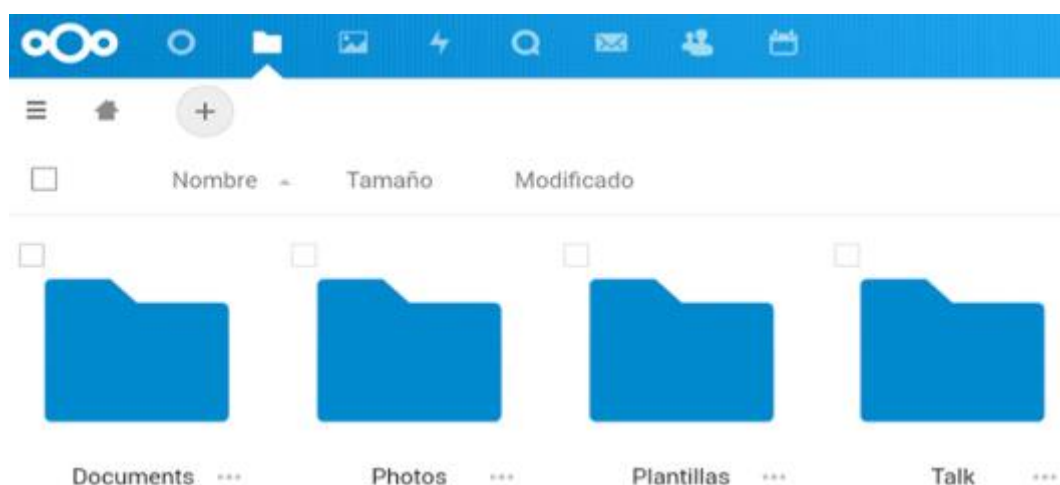 Nombre Tamaño Modificado
Documents ... Photos ... Plantillas ... Talk ...